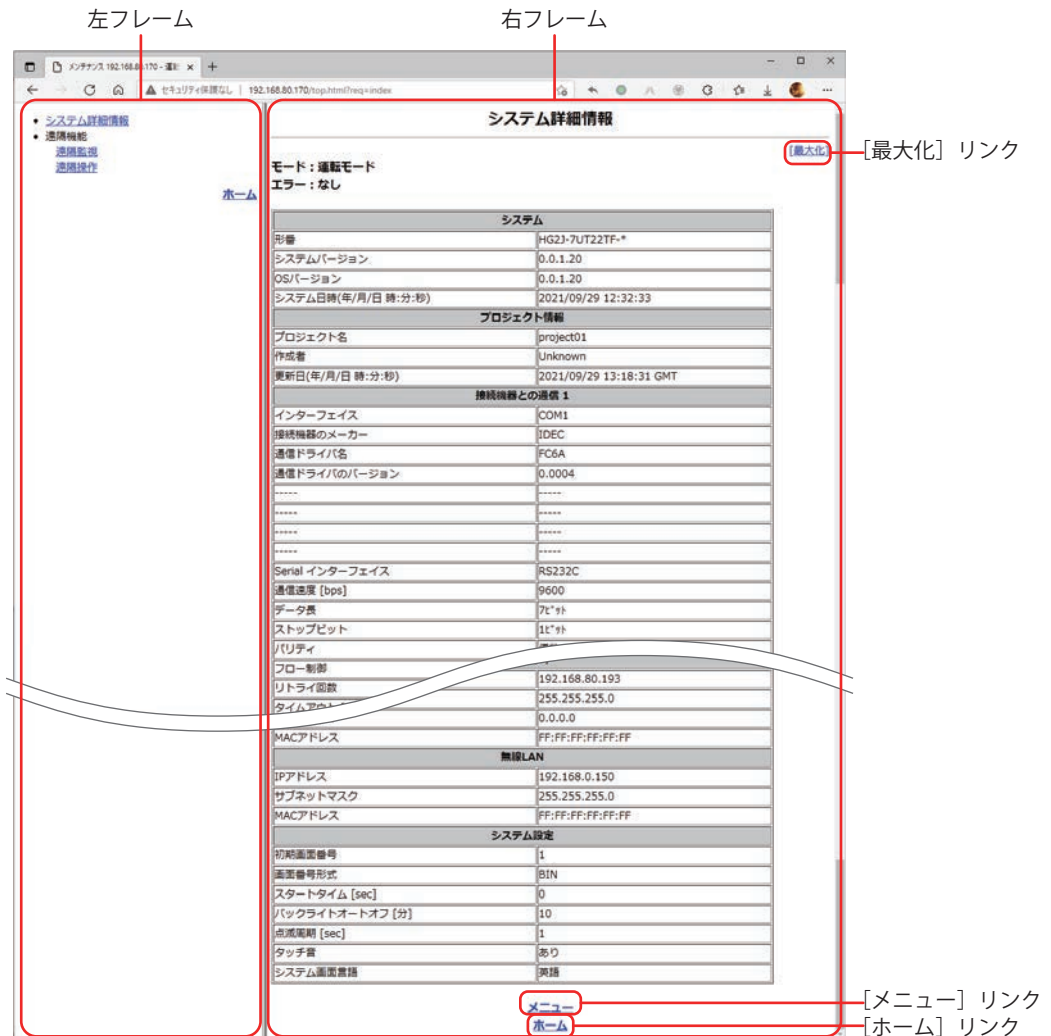 左フレーム
右フレーム
メンテナンス 192.168.80.170 - 運転
セキュリティ保護なし | 192.168.80.170/top.html?req=index
システム詳細情報
遠隔機能
遠隔監視
遠隔操作
ホーム
システム詳細情報
[最大化]
[最大化] リンク
モード:運転モード
エラー:なし
システム
形番 HG2J-7UT22TF-*
システムバージョン 0.0.1.20
OSバージョン 0.0.1.20
システム日時(年/月/日 時:分:秒) 2021/09/29 12:32:33
プロジェクト情報
プロジェクト名 project01
作成者 Unknown
更新日(年/月/日 時:分:秒) 2021/09/29 13:18:31 GMT
接続機器との通信 1
インターフェイス COM1
接続機器のメーカー IDEC
通信ドライバ名 FC6A
通信ドライバのバージョン 0.0004
----- -----
----- -----
----- -----
----- -----
Serial インターフェイス RS232C
通信速度 [bps] 9600
データ長 7ビット
ストップビット 1ビット
パリティ
フロー制御
リトライ回数 192.168.80.193
タイムアウト 255.255.255.0
0.0.0.0
MACアドレス FF:FF:FF:FF:FF:FF
無線LAN
IPアドレス 192.168.0.150
サブネットマスク 255.255.255.0
MACアドレス FF:FF:FF:FF:FF:FF
システム設定
初期画面番号 1
画面番号形式 BIN
スタートタイム [sec] 0
バックライトオートオフ [分] 10
点滅周期 [sec] 1
タッチ音 あり
システム画面言語 英語
メニュー
[メニュー] リンク
ホーム
[ホーム] リンク